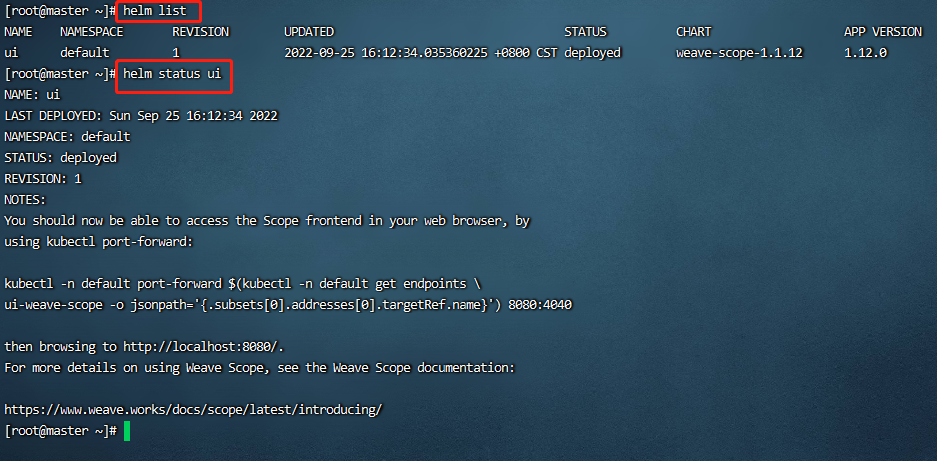 [root@master ~]# helm list
NAME NAMESPACE REVISION UPDATED STATUS CHART APP VERSION
ui default 1 2022-09-25 16:12:34.035360225 +0800 CST deployed weave-scope-1.1.12 1.12.0
[root@master ~]# helm status ui
NAME: ui
LAST DEPLOYED: Sun Sep 25 16:12:34 2022
NAMESPACE: default
STATUS: deployed
REVISION: 1
NOTES:
You should now be able to access the Scope frontend in your web browser, by
using kubectl port-forward:
kubectl -n default port-forward $(kubectl -n default get endpoints \
ui-weave-scope -o jsonpath='{.subsets[0].addresses[0].targetRef.name}') 8080:4040
then browsing to http://localhost:8080/.
For more details on using Weave Scope, see the Weave Scope documentation:
https://www.weave.works/docs/scope/latest/introducing/
[root@master ~]#